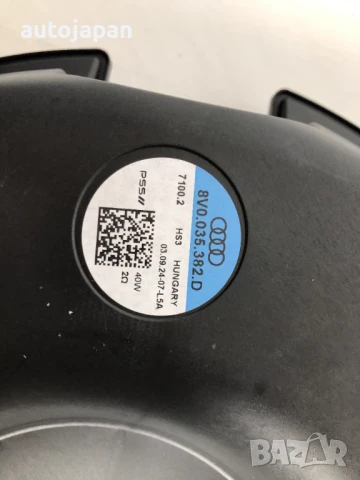 autojapan
8V0.035.382.D
7100.2 HS3 HUNGARY
03.09.24-07-L5A
PSS
40W
2Ω
BAZAR